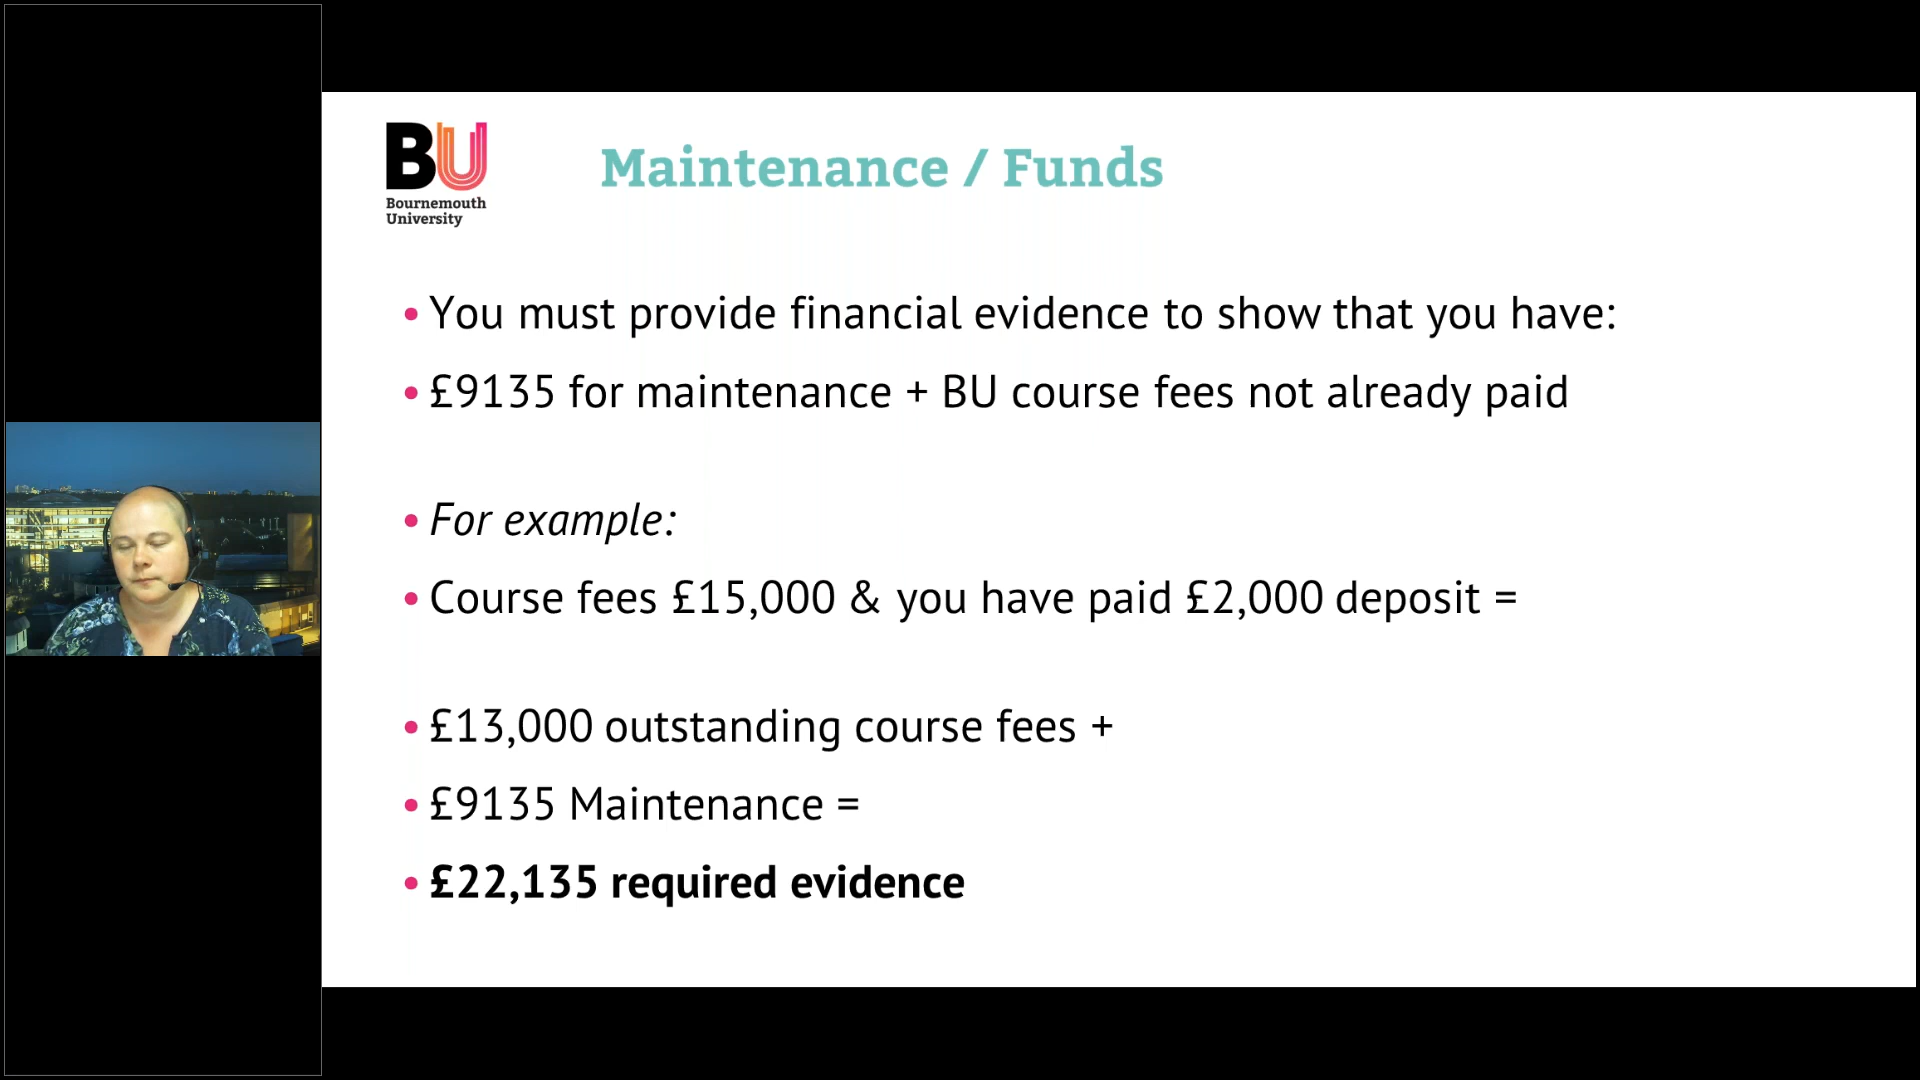 BU
Bournemouth
University
Maintenance / Funds
• You must provide financial evidence to show that you have:
• £9135 for maintenance + BU course fees not already paid
• For example:
• Course fees £15,000 & you have paid £2,000 deposit =
• £13,000 outstanding course fees +
• £9135 Maintenance =
• £22,135 required evidence